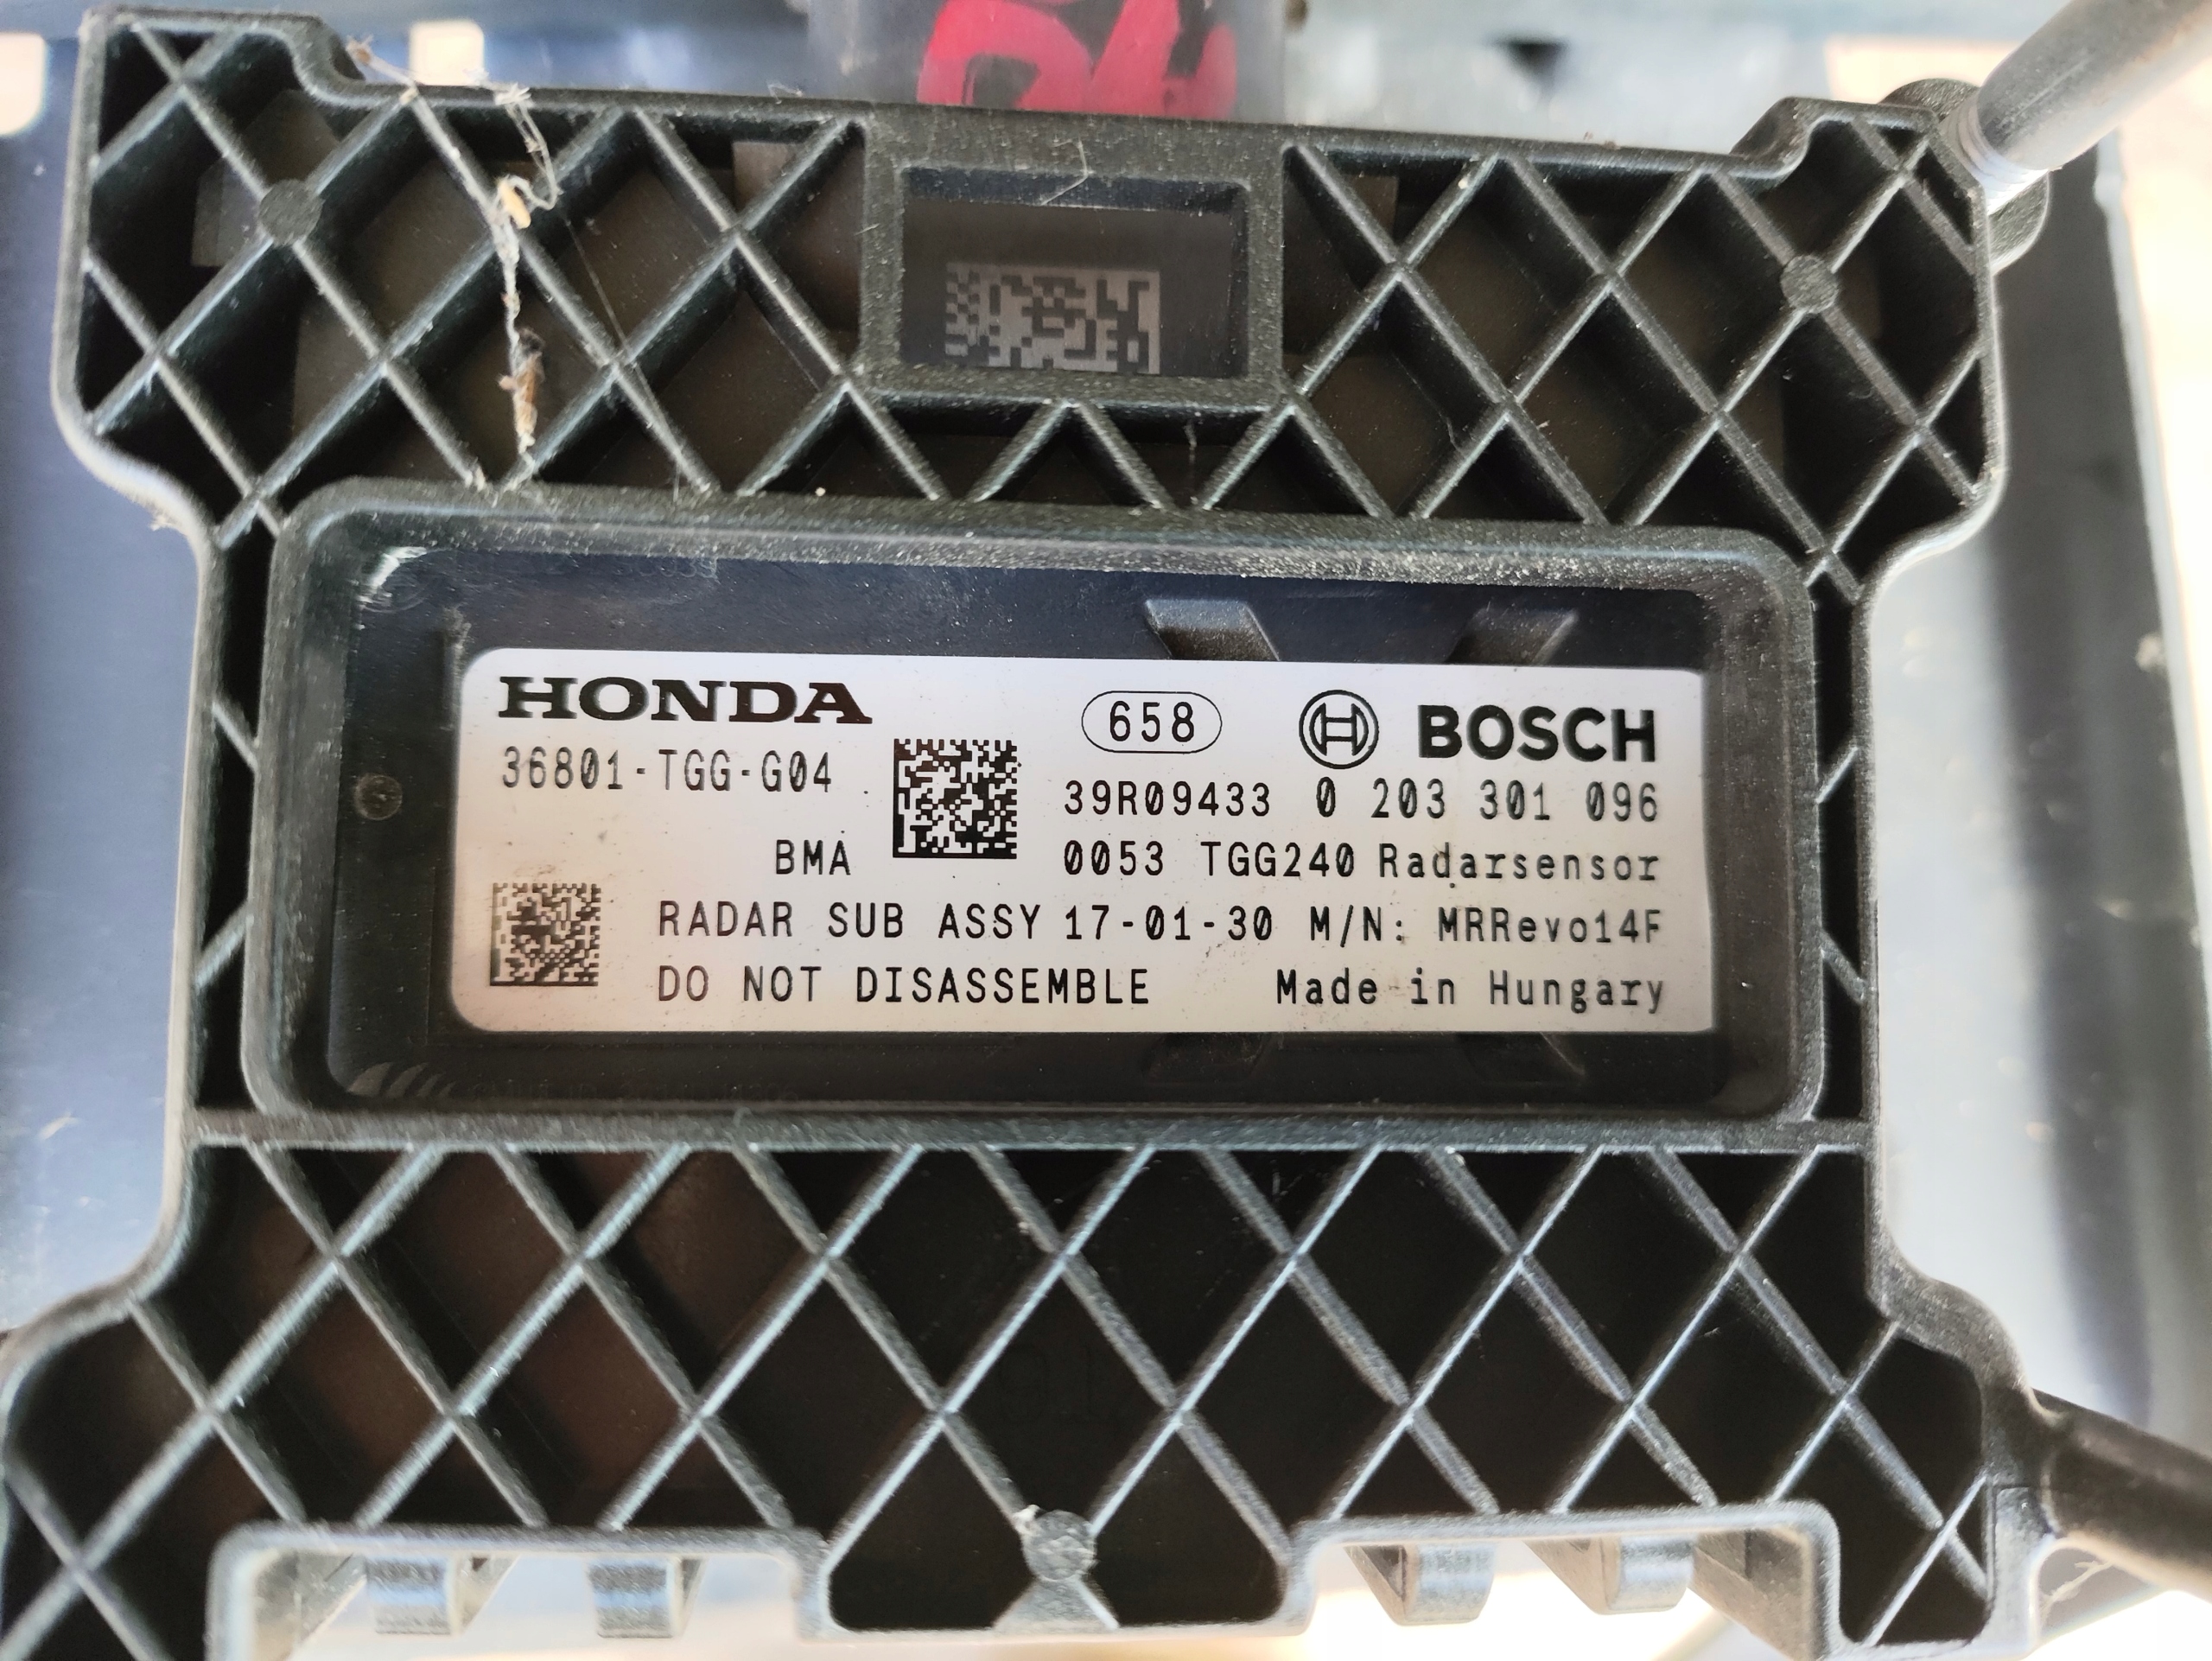 HONDA 658 BOSCH
36801-TGG-G04 39R09433 0 203 301 096
BMA 0053 TGG240 Radarsensor
RADAR SUB ASSY 17-01-30 M/N: MRRevo14F
DO NOT DISASSEMBLE Made in Hungary